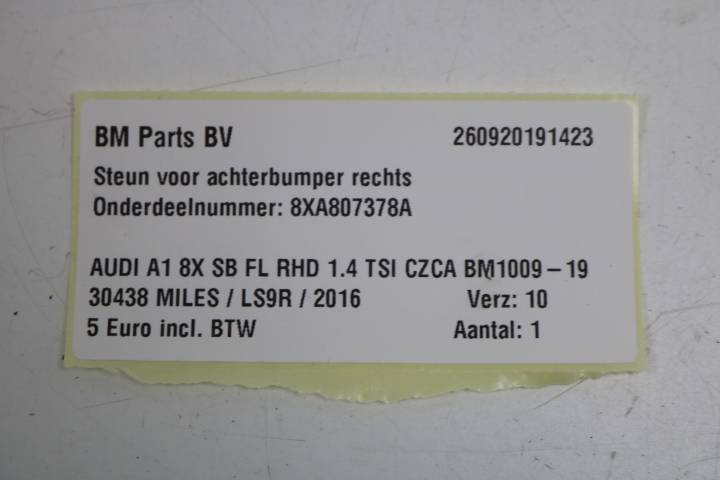 BM Parts BV 260920191423
Steun voor achterbumper rechts
Onderdeelnummer: 8XA807378A
AUDI A1 8X SB FL RHD 1.4 TSI CZCA BM1009-19
30438 MILES / LS9R / 2016 Verz: 10
5 Euro incl. BTW Aantal: 1